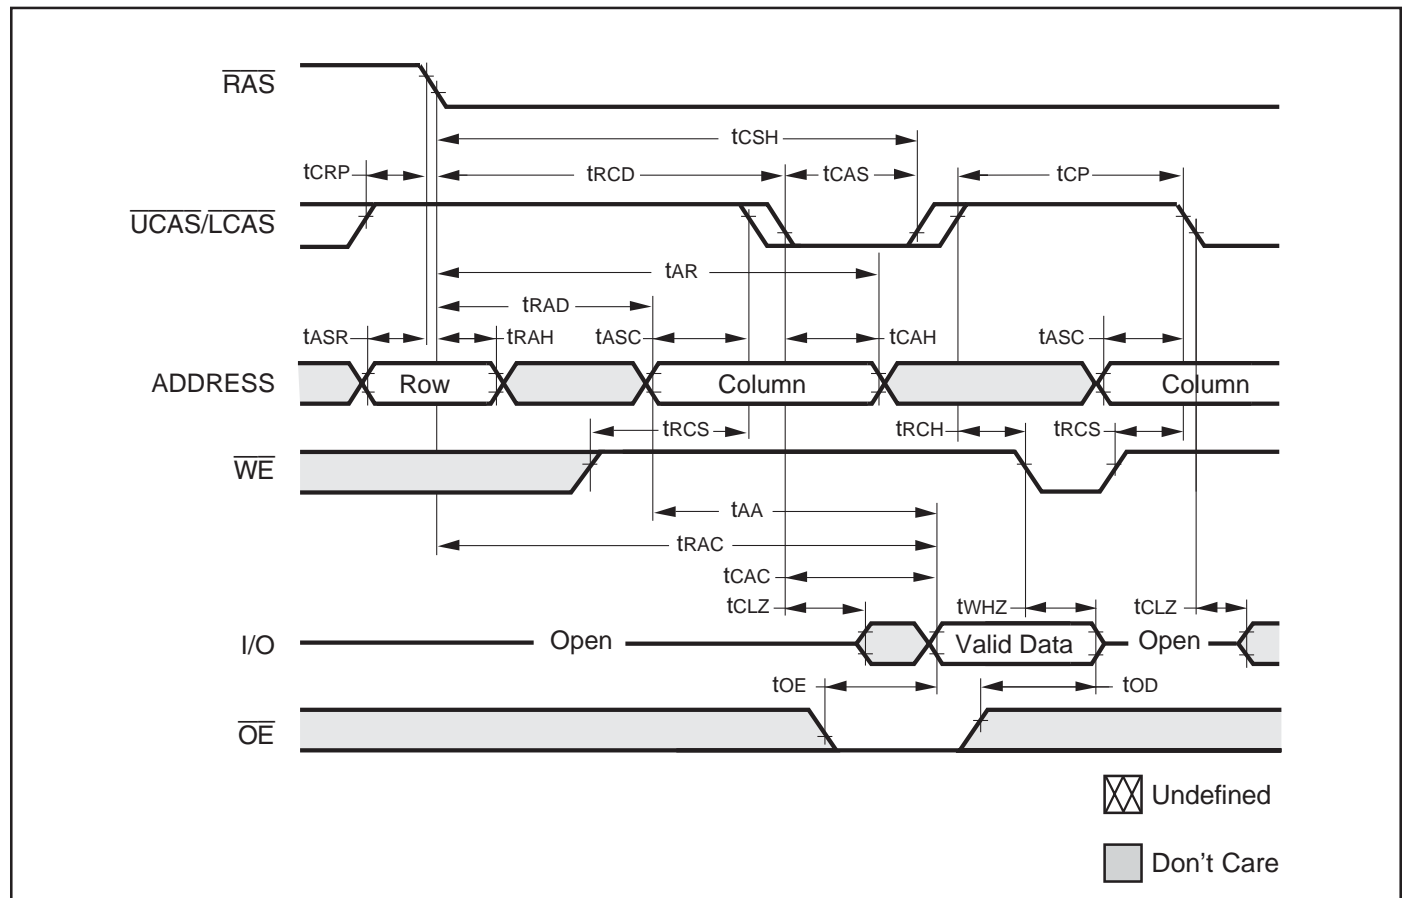 RAS
tCSH
tCRP tRCD tCAS tCP
UCAS/LCAS
tAR
tRAD
tASR tRAH tASC tCAH tASC
ADDRESS Row Column Column
tRCS tRCH tRCS
WE
tAA
tRAC
tCAC
tCLZ tWHZ tCLZ
I/O Open Valid Data Open
tOE tOD
OE
Undefined
Don't Care